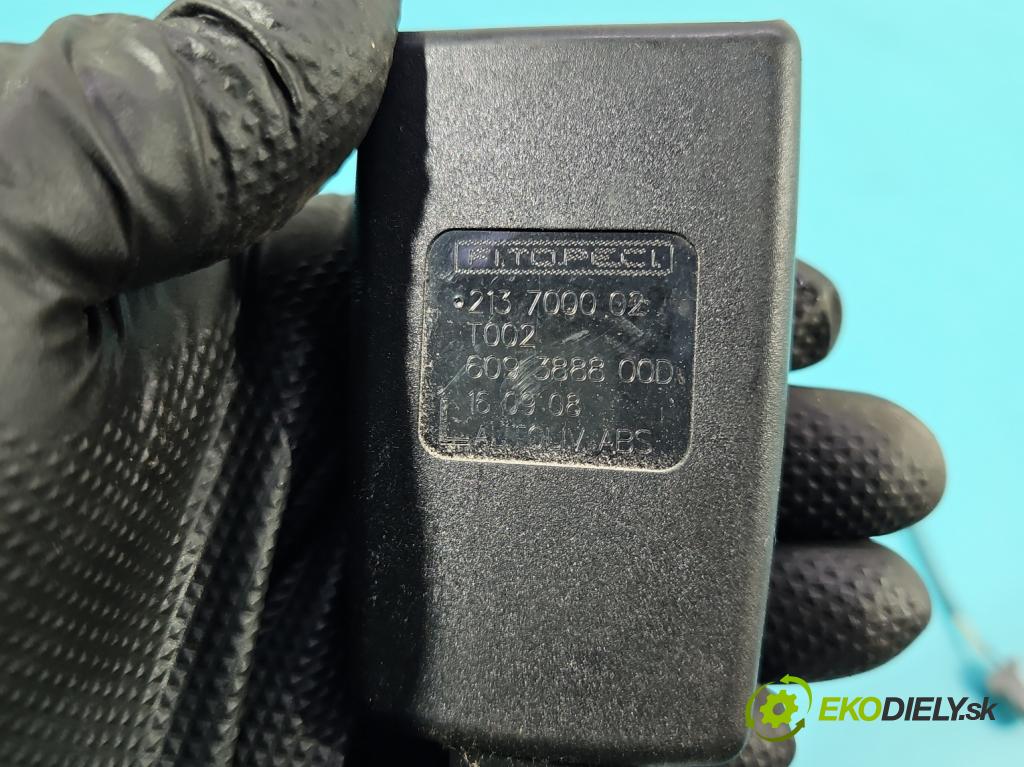 213 7000 02
T002
609 3888 00D
16 09 08
AUTOLIV ABS
EKODIELY.sk